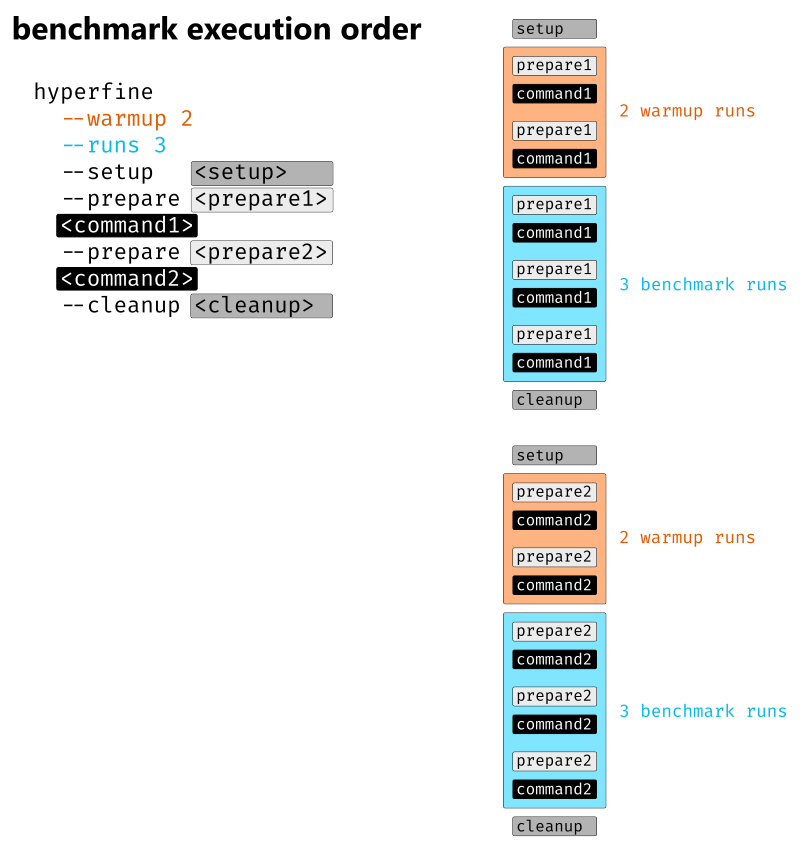 benchmark execution order
hyperfine
--warmup 2
--runs 3
--setup <setup>
--prepare <prepare1>
<command1>
--prepare <prepare2>
<command2>
--cleanup <cleanup>
setup
prepare1
command1
prepare1
command1
2 warmup runs
prepare1
command1
prepare1
command1
prepare1
command1
3 benchmark runs
cleanup
setup
prepare2
command2
prepare2
command2
2 warmup runs
prepare2
command2
prepare2
command2
prepare2
command2
3 benchmark runs
cleanup